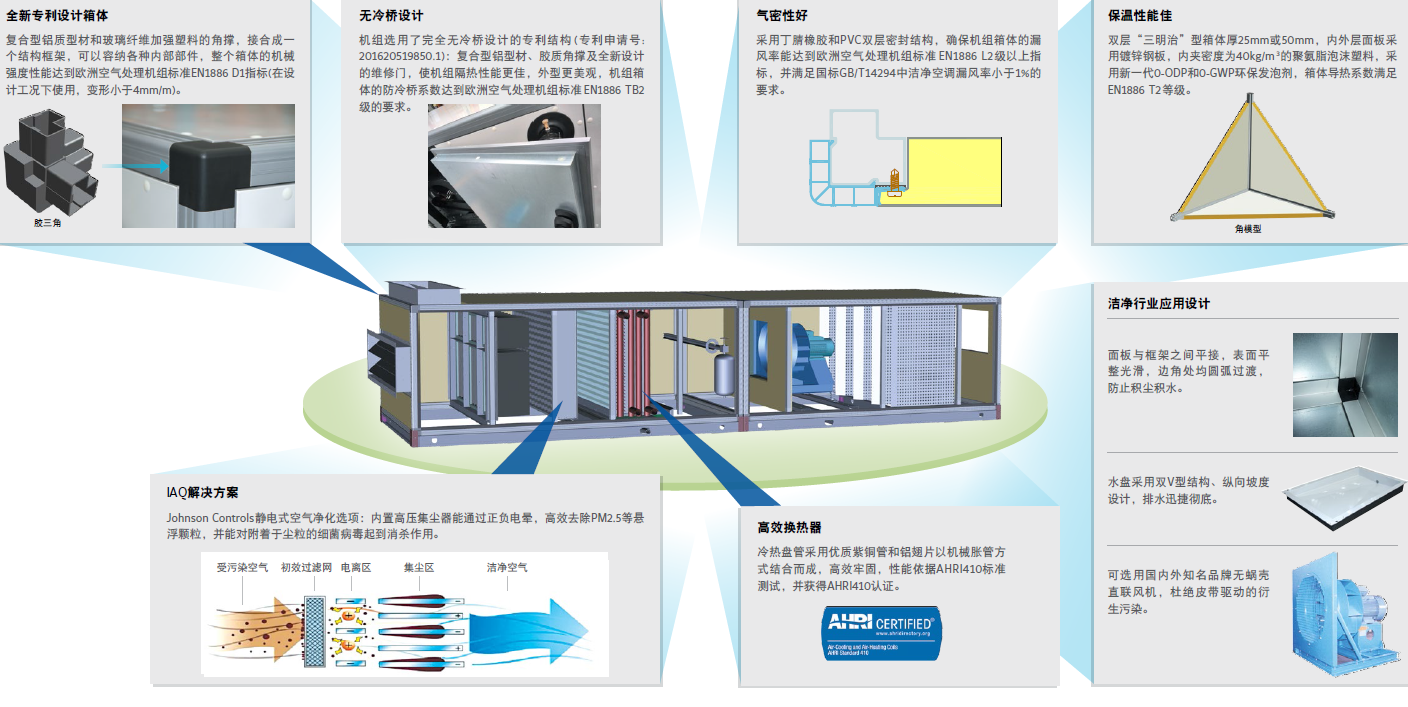 全新专利设计箱体
复合型铝质型材和玻璃纤维加强塑料的角撑，接合成一
个结构框架，可以容纳各种内部部件，整个箱体的机械
强度性能达到欧洲空气处理机组标准EN1886 D1指标(在设
计工况下使用，变形小于4mm/m)。
胶三角
无冷桥设计
机组选用了完全无冷桥设计的专利结构(专利申请号:
201620519850.1)：复合型铝型材、胶质角撑及全新设计
的维修门，使机组隔热性能更佳，外型更美观，机组箱
体的防冷桥系数达到欧洲空气处理机组标准EN1886 TB2
级的要求。
气密性好
采用丁腈橡胶和PVC双层密封结构，确保机组箱体的漏
风率能达到欧洲空气处理机组标准 EN1886 L2级以上指
标，并满足国标GB/T14294中洁净空调漏风率小于1%的
要求。
保温性能佳
双层“三明治”型箱体厚25mm或50mm，内外层面板采
用镀锌钢板，内夹密度为40kg/m³的聚氨酯泡沫塑料，采
用新一代0-ODP和0-GWP环保发泡剂，箱体导热系数满足
EN1886 T2等级。
角模型
洁净行业应用设计
面板与框架之间平接，表面平
整光滑，边角处均圆弧过渡，
防止积尘积水。
水盘采用双V型结构、纵向坡度
设计，排水迅捷彻底。
可选用国内外知名品牌无蜗壳
直联风机，杜绝皮带驱动的衍
生污染。
IAQ解决方案
Johnson Controls静电式空气净化选项：内置高压集尘器能通过正负电晕，高效去除PM2.5等悬
浮颗粒，并能对附着于尘粒的细菌病毒起到消杀作用。
受污染空气 初效过滤网 电离区 集尘区 洁净空气
高效换热器
冷热盘管采用优质紫铜管和铝翅片以机械胀管方
式结合而成，高效牢固，性能依据AHRI410标准
测试，并获得AHRI410认证。
AHRI CERTIFIED®
www.ahridirectory.org
Air-Cooling and Air-Heating Coils
AHRI Standard 410